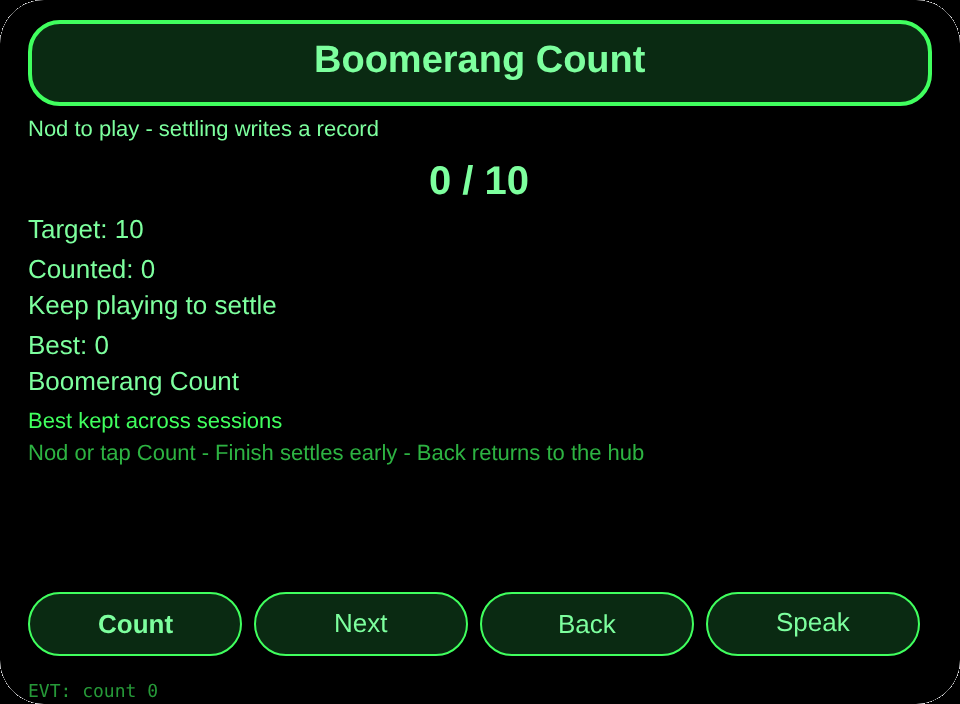 Boomerang Count
Nod to play - settling writes a record
0 / 10
Target: 10
Counted: 0
Keep playing to settle
Best: 0
Boomerang Count
Best kept across sessions
Nod or tap Count - Finish settles early - Back returns to the hub
Count
Next
Back
Speak
EVT: count 0